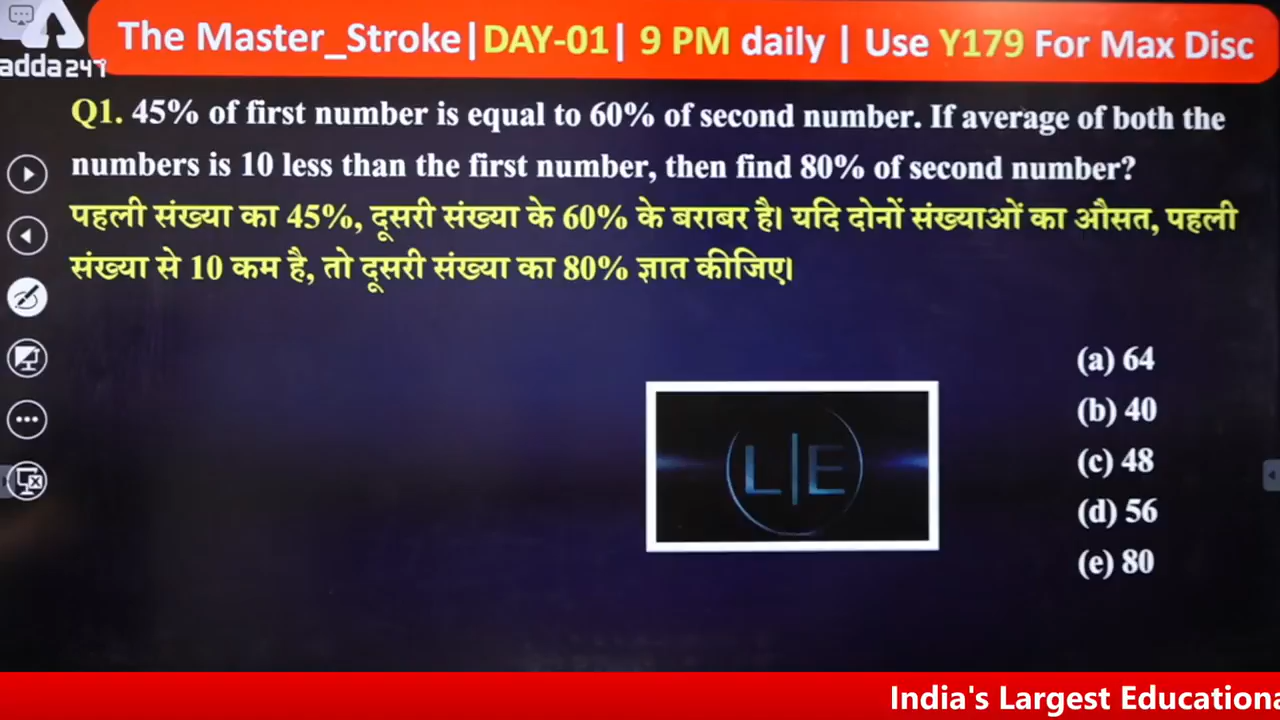 The Master_Stroke|DAY-01| 9 PM daily | Use Y179 For Max Disc
adda247
Q1. 45% of first number is equal to 60% of second number. If average of both the
numbers is 10 less than the first number, then find 80% of second number?
पहली संख्या का 45%, दूसरी संख्या के 60% के बराबर है। यदि दोनों संख्याओं का औसत, पहली
संख्या से 10 कम है, तो दूसरी संख्या का 80% ज्ञात कीजिए।
(a) 64
(b) 40
(c) 48
(d) 56
(e) 80
L|E
India's Largest Educationa